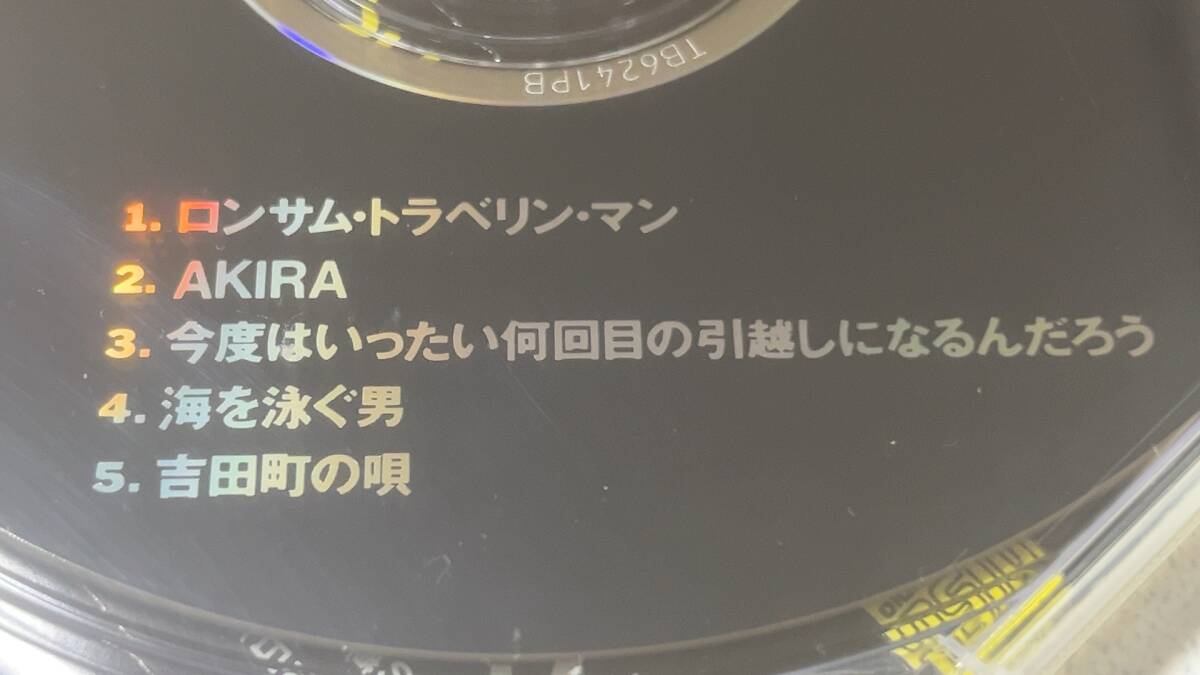 TB6241PB
1. ロンサム・トラベリン・マン
2. AKIRA
3. 今度はいったい何回目の引越しになるんだろう
4. 海を泳ぐ男
5. 吉田町の唄